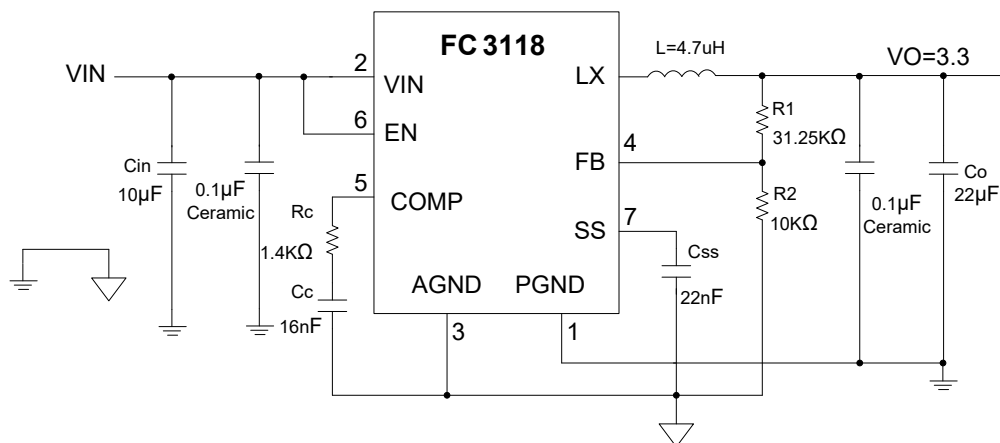 FC 3118
L=4.7uH
VO=3.3
VIN
2
VIN
LX
6
EN
R1
31.25KΩ
4
FB
Cin
10µF
0.1µF
Ceramic
5
COMP
Rc
1.4KΩ
R2
10KΩ
7
SS
0.1µF
Ceramic
Co
22µF
Css
22nF
Cc
16nF
AGND
PGND
3
1